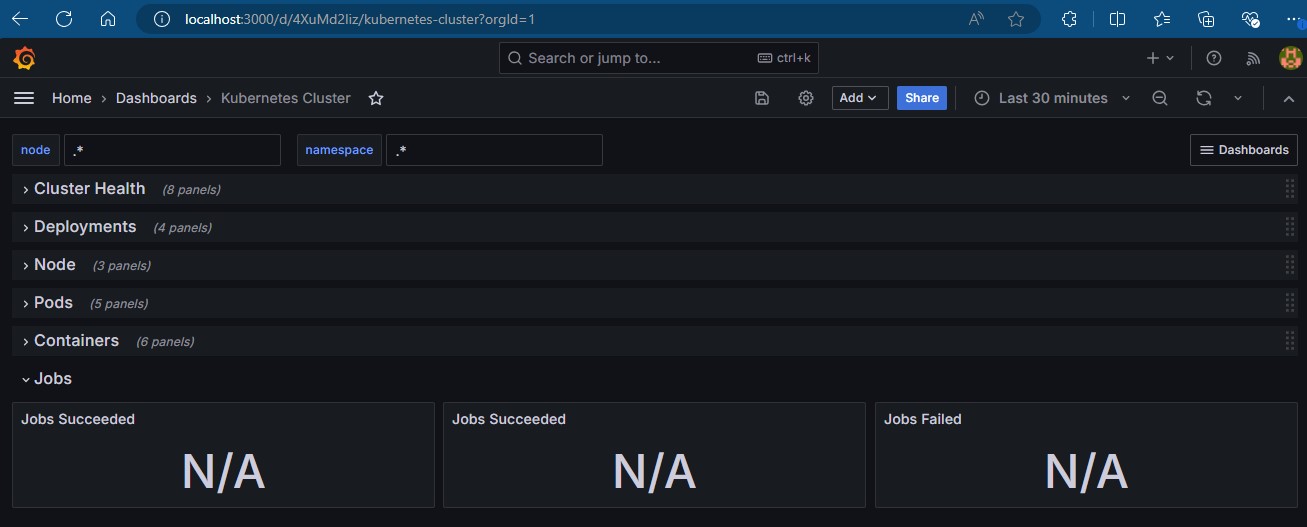 localhost:3000/d/4XuMd2liz/kubernetes-cluster?orgId=1
Search or jump to... ctrl+k
Home › Dashboards › Kubernetes Cluster Add Share Last 30 minutes
node .* namespace .* Dashboards
Cluster Health (8 panels)
Deployments (4 panels)
Node (3 panels)
Pods (5 panels)
Containers (6 panels)
Jobs
Jobs Succeeded Jobs Succeeded Jobs Failed
N/A N/A N/A